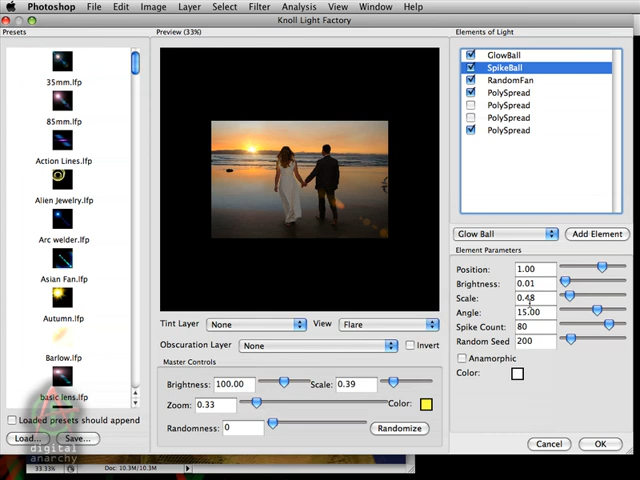 Photoshop File Edit Image Layer Select Filter Analysis View Window Help
Knoll Light Factory
Presets
35mm.lfp
85mm.lfp
Action Lines.lfp
Alien Jewelry.lfp
Arc welder.lfp
Asian Fan.lfp
Autumn.lfp
Barlow.lfp
basic lens.lfp
Loaded presets should append
Load... Save...
digital
anarchy
Preview (33%)
Tint Layer None View Flare
Obscuration Layer None Invert
Master Controls
Brightness: 100.00 Scale: 0.39
Zoom: 0.33 Color:
Randomness: 0 Randomize
Elements of Light
GlowBall
SpikeBall
RandomFan
PolySpread
PolySpread
PolySpread
PolySpread
Glow Ball Add Element
Element Parameters
Position: 1.00
Brightness: 0.01
Scale: 0.48
Angle: 15.00
Spike Count: 80
Random Seed: 200
Anamorphic
Color:
Cancel OK
33.33% Doc: 10.3M/10.3M